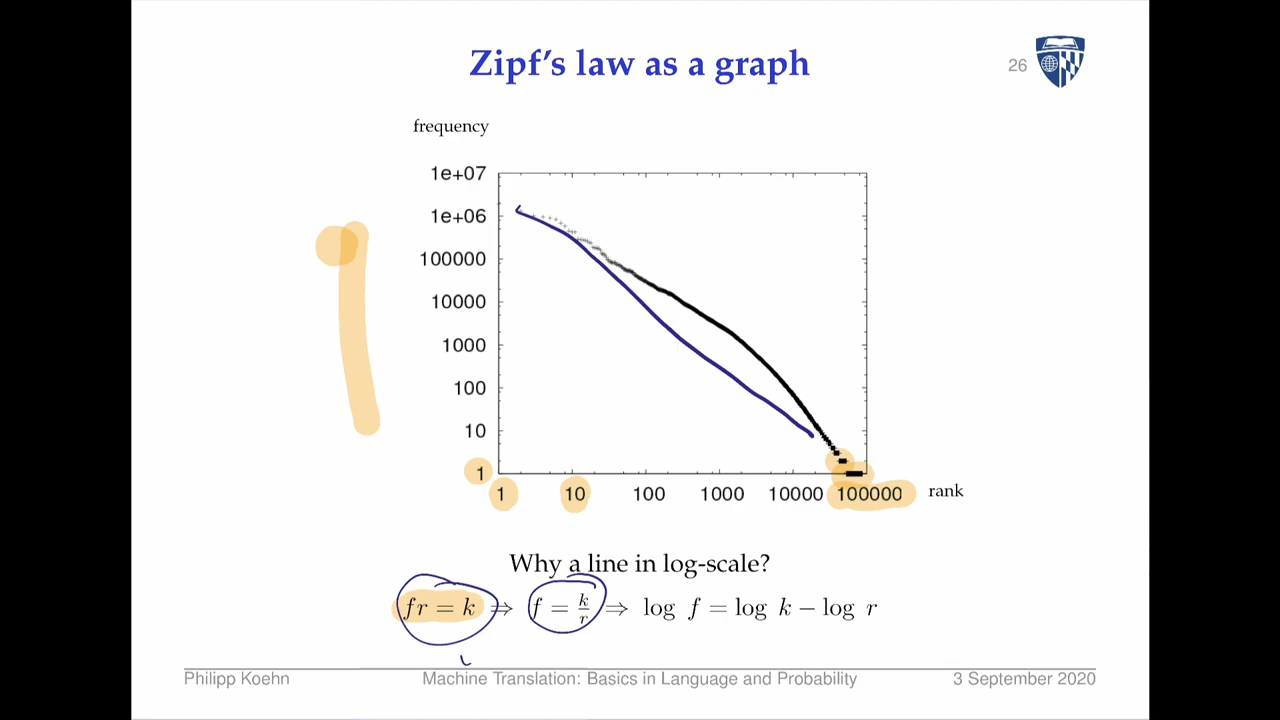 Zipf's law as a graph
26
frequency
1e+07
1e+06
100000
10000
1000
100
10
1
1 10 100 1000 10000 100000 rank
Why a line in log-scale?
fr = k ⇒ f = k/r ⇒ log f = log k − log r
Philipp Koehn Machine Translation: Basics in Language and Probability 3 September 2020